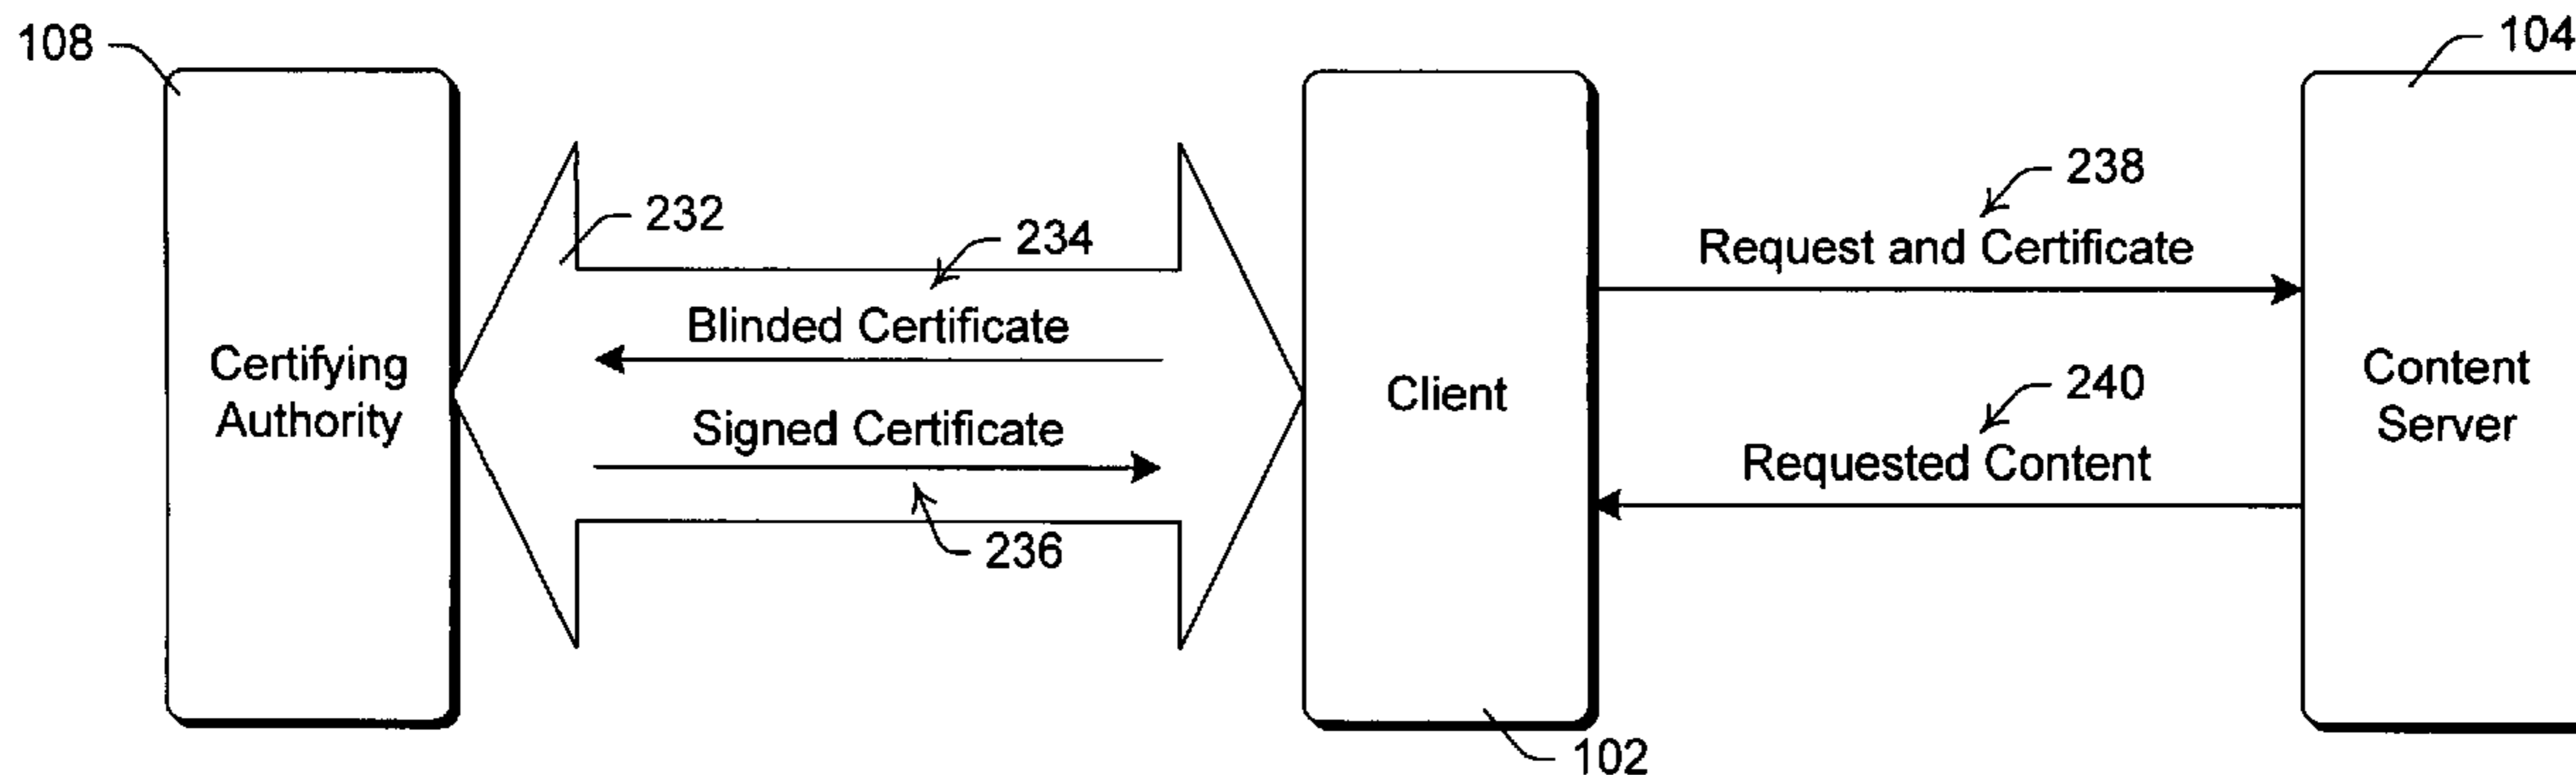 108
104
238
232
234
Request and Certificate
Blinded Certificate
Certifying
Authority
Client
Content
Server
240
Signed Certificate
Requested Content
236
102